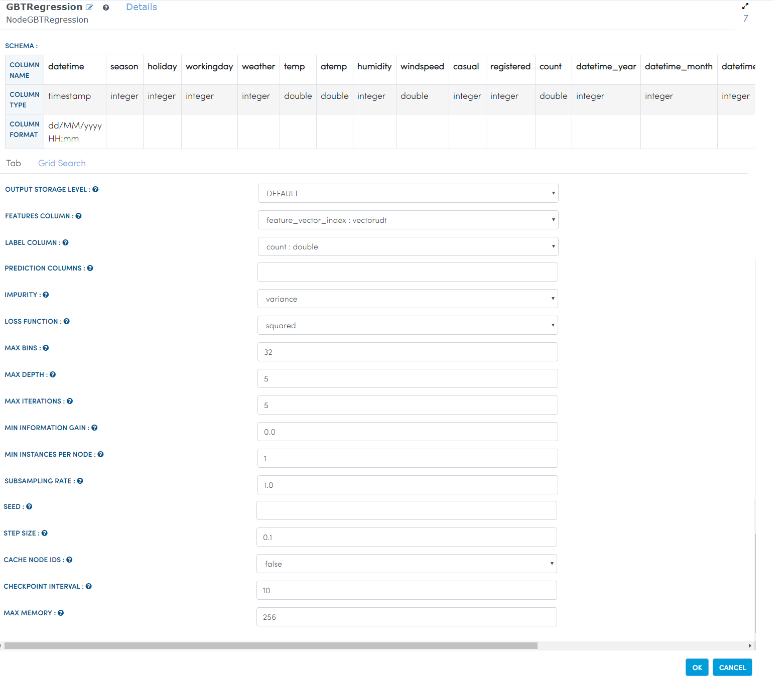 GBTRegression
Details
NodeGBTRegression
7
SCHEMA :
COLUMN NAME datetime season holiday workingday weather temp atemp humidity windspeed casual registered count datetime_year datetime_month datetime
COLUMN TYPE timestamp integer integer integer integer double double integer double integer integer double integer integer integer
COLUMN FORMAT dd/MM/yyyy HH:mm
Tab Grid Search
OUTPUT STORAGE LEVEL : DEFAULT
FEATURES COLUMN : feature_vector_index : vectorudt
LABEL COLUMN : count : double
PREDICTION COLUMNS :
IMPURITY : variance
LOSS FUNCTION : squared
MAX BINS : 32
MAX DEPTH : 5
MAX ITERATIONS : 5
MIN INFORMATION GAIN : 0.0
MIN INSTANCES PER NODE : 1
SUBSAMPLING RATE : 1.0
SEED :
STEP SIZE : 0.1
CACHE NODE IDS : false
CHECKPOINT INTERVAL : 10
MAX MEMORY : 256
OK CANCEL